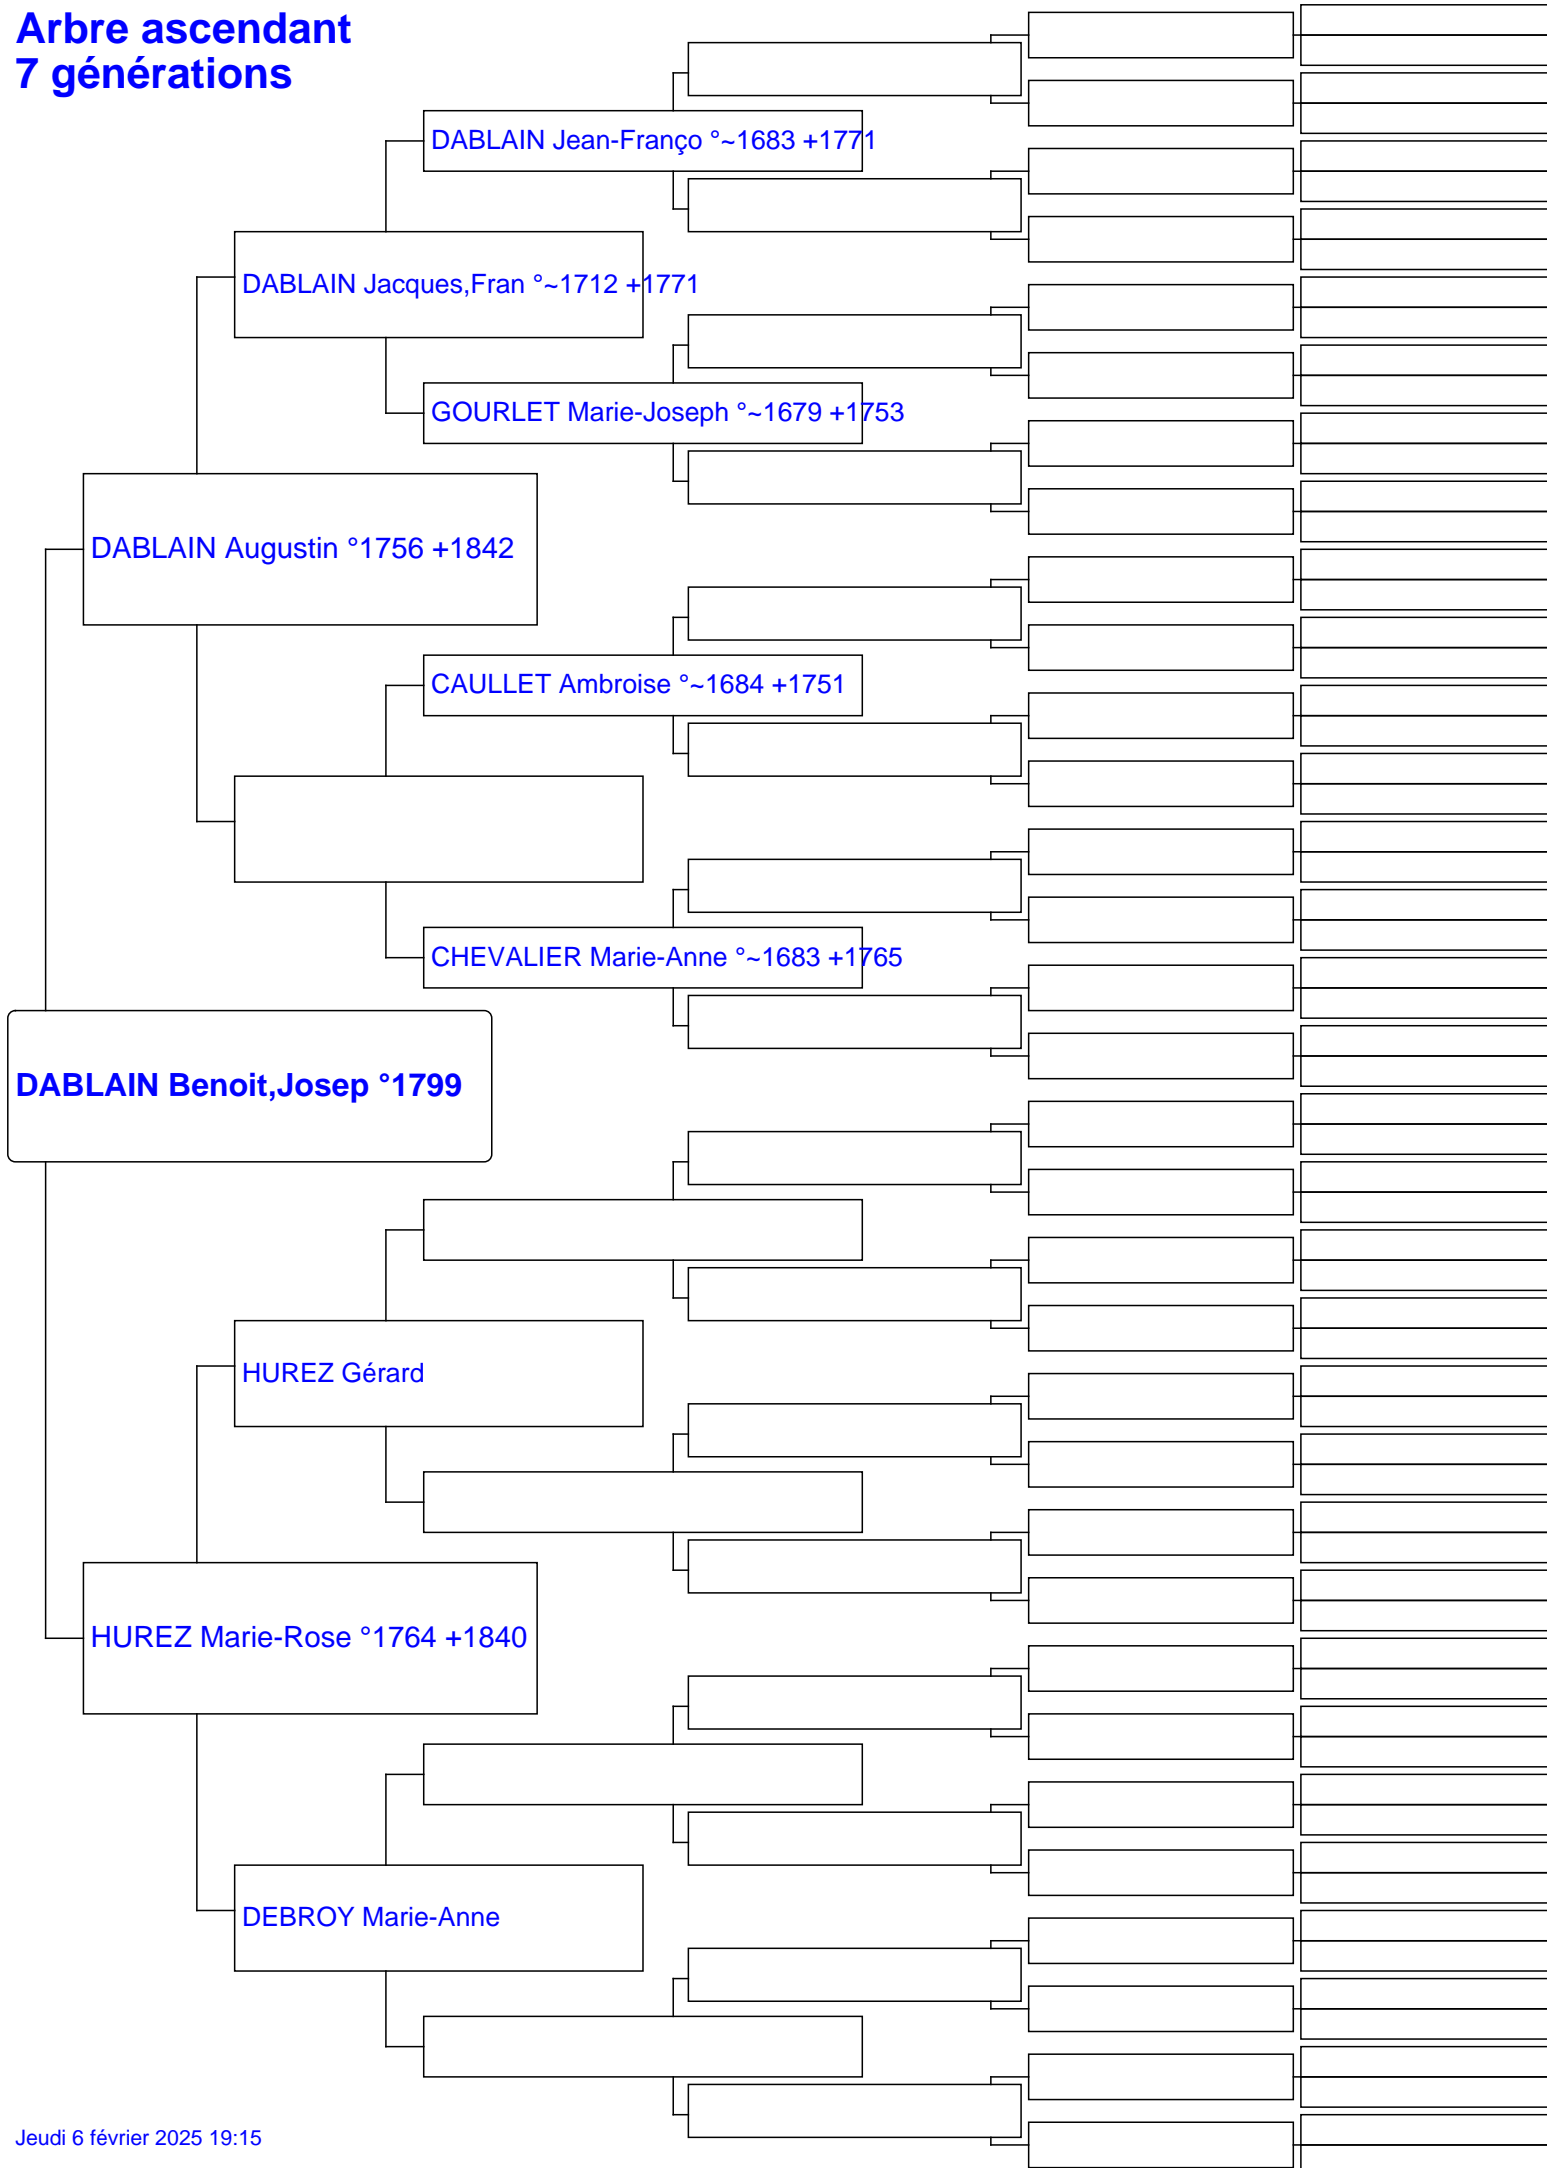 Arbre ascendant
7 générations
DABLAIN Jean-Franço °~1683 +1771
DABLAIN Jacques,Fran °~1712 +1771
GOURLET Marie-Joseph °~1679 +1753
DABLAIN Augustin °1756 +1842
CAULLET Ambroise °~1684 +1751
CHEVALIER Marie-Anne °~1683 +1765
DABLAIN Benoit,Josep °1799
HUREZ Gérard
HUREZ Marie-Rose °1764 +1840
DEBROY Marie-Anne
Jeudi 6 février 2025 19:15